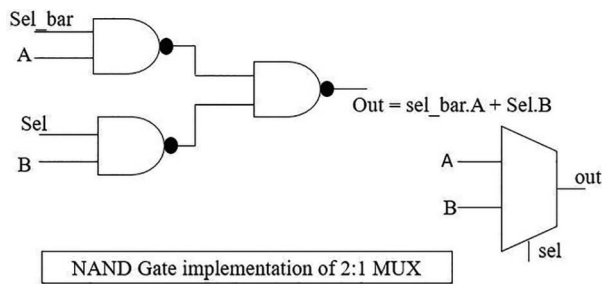 Sel_bar
A
Sel
B
Out = sel_bar.A + Sel.B
A
B
out
sel
NAND Gate implementation of 2:1 MUX